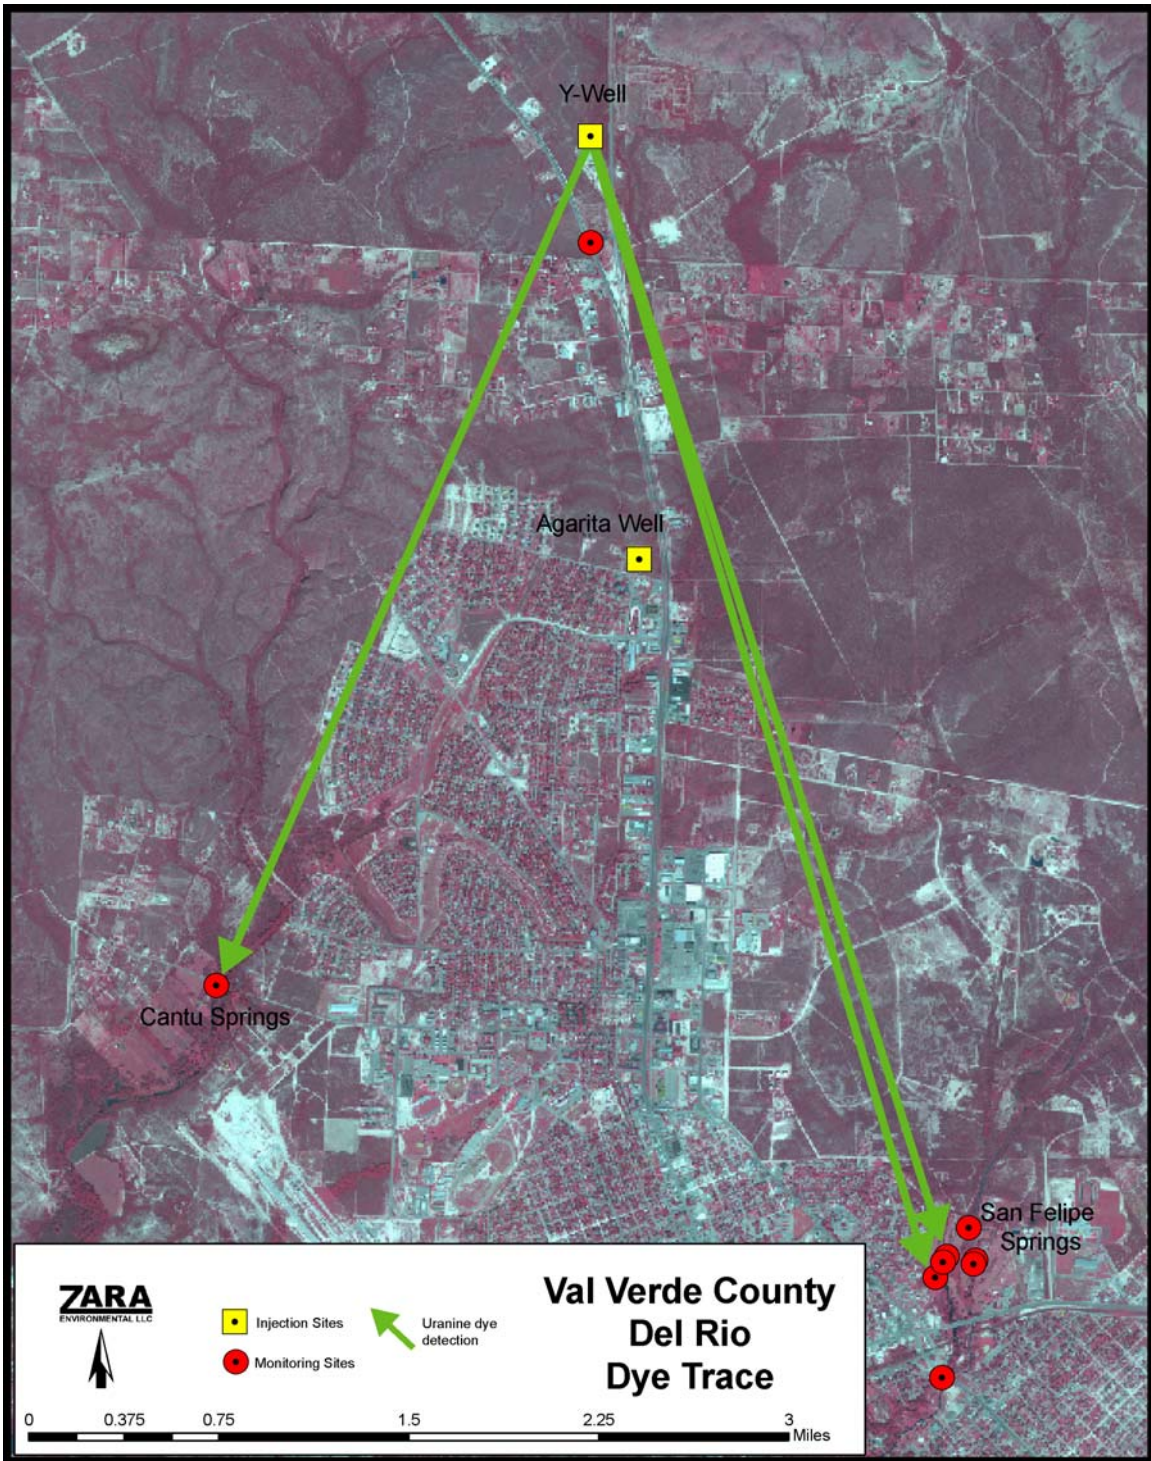 Y-Well
Agarita Well
Cantu Springs
San Felipe
Springs
ZARA
ENVIRONMENTAL LLC
Injection Sites
Monitoring Sites
Uranine dye
detection
Val Verde County
Del Rio
Dye Trace
0 0.375 0.75 1.5 2.25 3
Miles